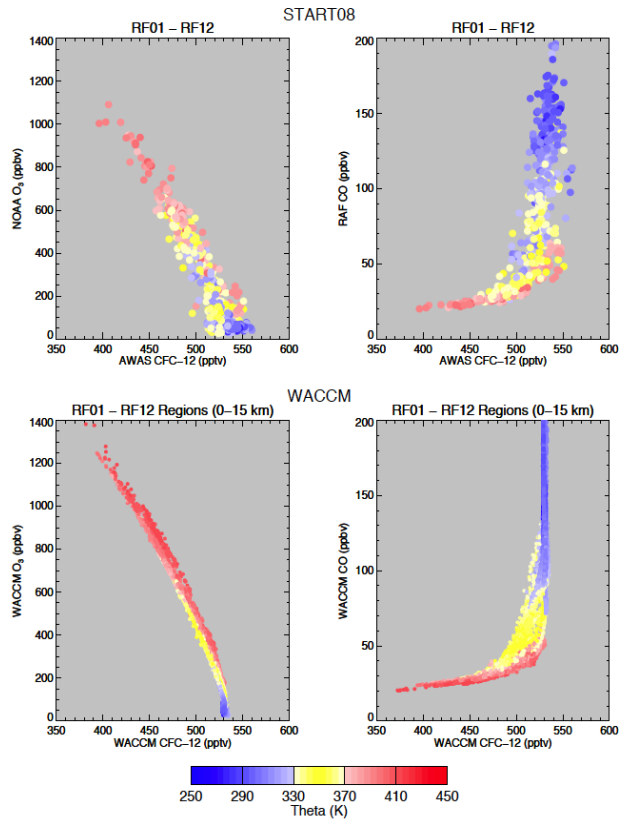 START08
RF01 – RF12
RF01 – RF12
1400
1200
1000
800
600
400
200
0
NOAA O3 (ppbv)
350 400 450 500 550 600
AWAS CFC–12 (pptv)
200
150
100
50
0
RAF CO (ppbv)
350 400 450 500 550 600
AWAS CFC–12 (pptv)
WACCM
RF01 – RF12 Regions (0–15 km)
RF01 – RF12 Regions (0–15 km)
1400
1200
1000
800
600
400
200
0
WACCM O3 (ppbv)
350 400 450 500 550 600
WACCM CFC–12 (pptv)
200
150
100
50
0
WACCM CO (ppbv)
350 400 450 500 550 600
WACCM CFC–12 (pptv)
250 290 330 370 410 450
Theta (K)